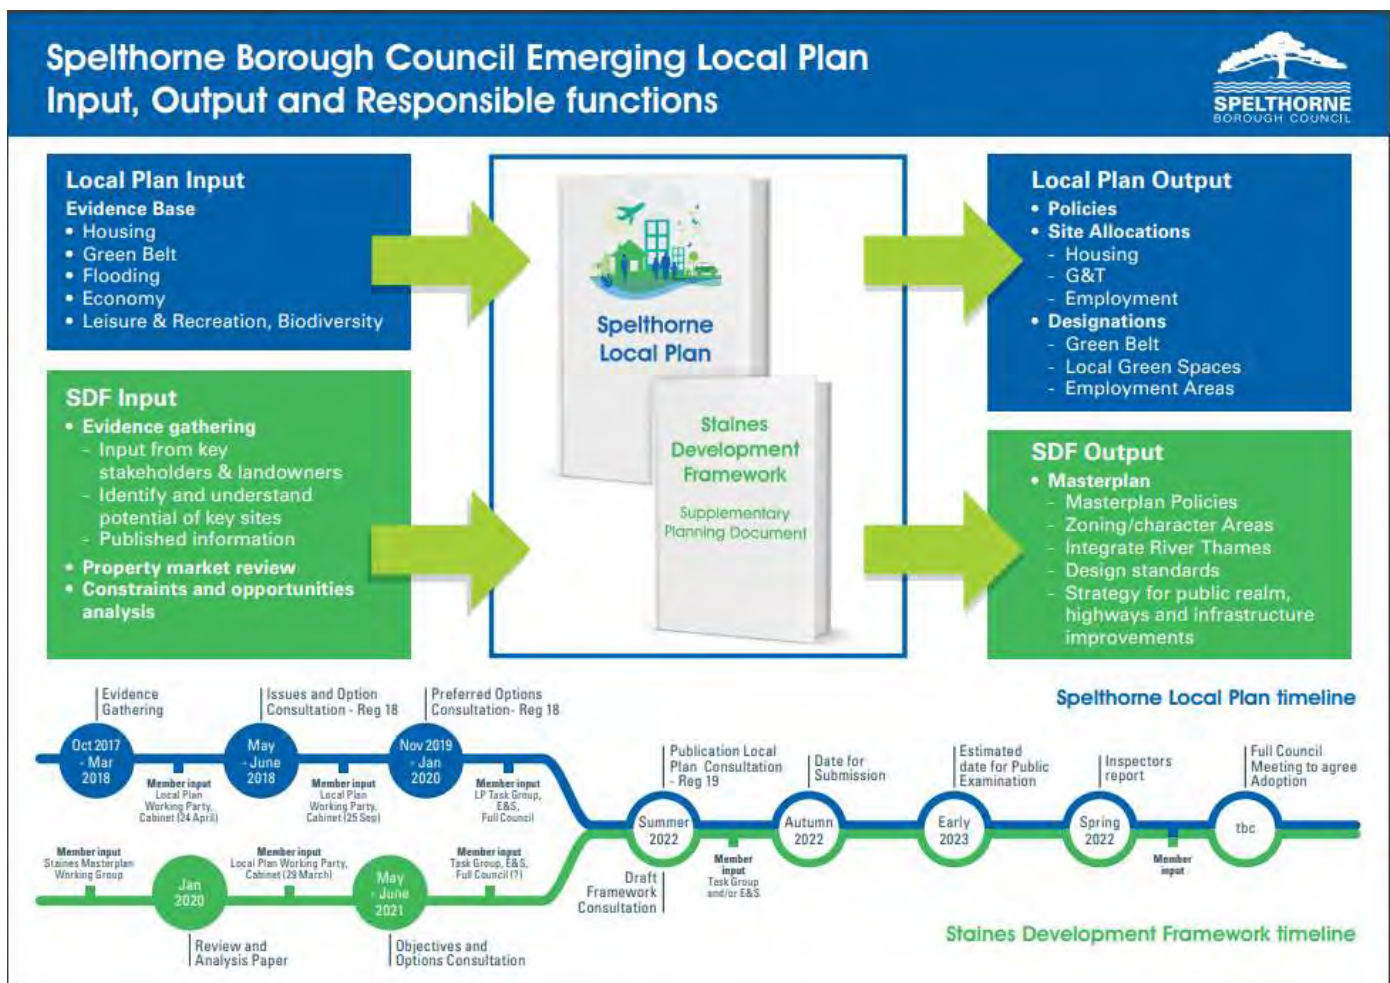 Spelthorne Borough Council Emerging Local Plan
Input, Output and Responsible functions
SPELTHORNE
BOROUGH COUNCIL
Local Plan Input
Evidence Base
• Housing
• Green Belt
• Flooding
• Economy
• Leisure & Recreation, Biodiversity
SDF Input
• Evidence gathering
- Input from key
stakeholders & landowners
- Identify and understand
potential of key sites
- Published information
• Property market review
• Constraints and opportunities
analysis
Spelthorne
Local Plan
Staines
Development
Framework
Supplementary
Planning Document
Local Plan Output
• Policies
• Site Allocations
- Housing
- G&T
- Employment
• Designations
- Green Belt
- Local Green Spaces
- Employment Areas
SDF Output
• Masterplan
- Masterplan Policies
- Zoning/character Areas
- Integrate River Thames
- Design standards
- Strategy for public realm,
highways and infrastructure
improvements
Spelthorne Local Plan timeline
Evidence
Gathering
Oct 2017
- Mar
2018
Member input
Local Plan
Working Party,
Cabinet (24 April)
Issues and Option
Consultation - Reg 18
May
- June
2018
Member input
Local Plan
Working Party,
Cabinet (25 Sep)
Preferred Options
Consultation- Reg 18
Nov 2019
- Jan
2020
Member input
LP Task Group,
E&S,
Full Council
Publication Local
Plan Consultation
- Reg 19
Summer
2022
Draft
Framework
Consultation
Member
input
Task Group
and/or E&S
Date for
Submission
Autumn
2022
Estimated
date for Public
Examination
Early
2023
Inspectors
report
Spring
2022
Member
input
Full Council
Meeting to agree
Adoption
tbc
Member input
Staines Masterplan
Working Group
Jan
2020
Review and
Analysis Paper
Member input
Local Plan Working Party,
Cabinet (29 March)
May
- June
2021
Objectives and
Options Consultation
Member input
Task Group, E&S,
Full Council (?)
Staines Development Framework timeline